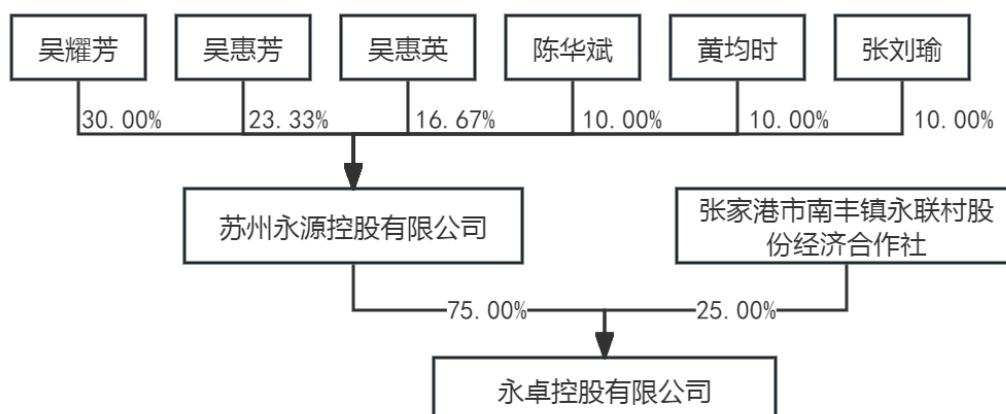 吴耀芳
吴惠芳
吴惠英
陈华斌
黄均时
张刘瑜
30.00%
23.33%
16.67%
10.00%
10.00%
10.00%
苏州永源控股有限公司
张家港市南丰镇永联村股
份经济合作社
75.00%
25.00%
永卓控股有限公司